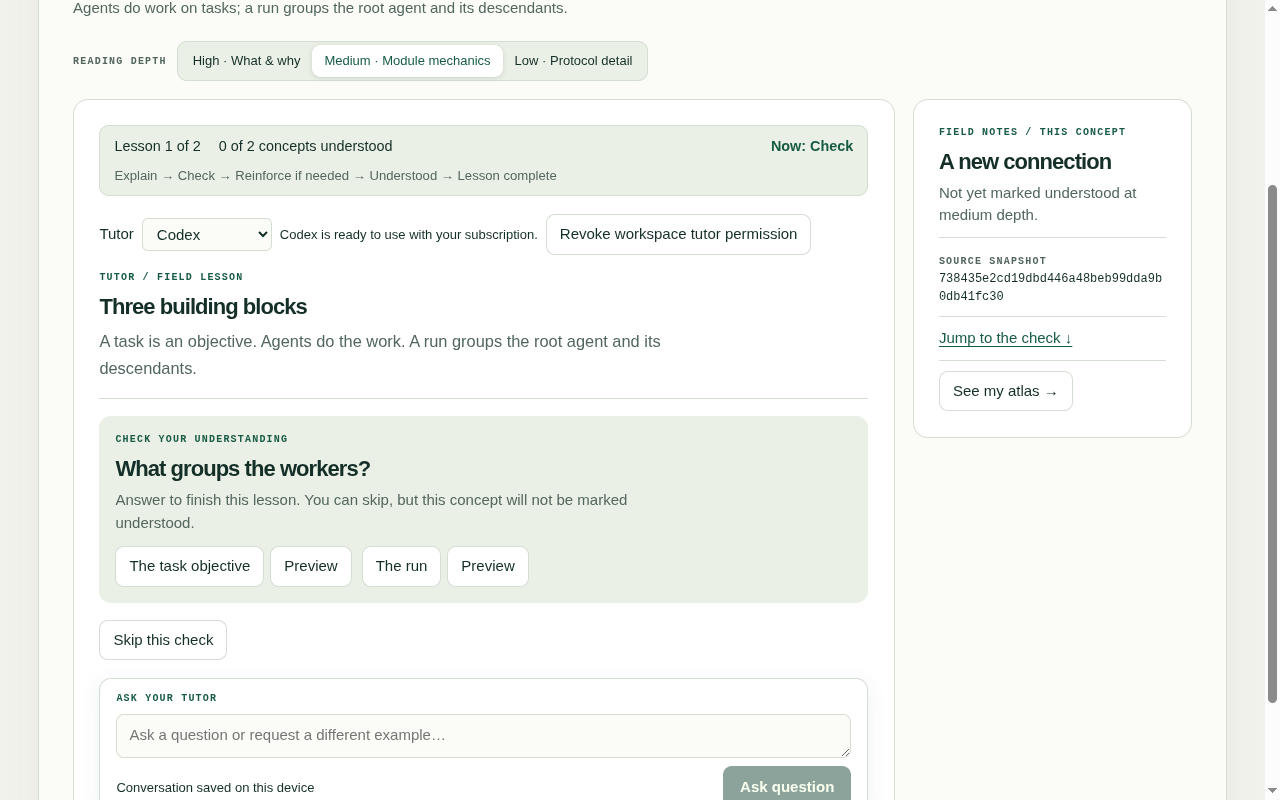 Agents do work on tasks; a run groups the root agent and its descendants.
READING DEPTH
High · What & why
Medium · Module mechanics
Low · Protocol detail
Lesson 1 of 2 0 of 2 concepts understood
Now: Check
Explain → Check → Reinforce if needed → Understood → Lesson complete
Tutor
Codex
Codex is ready to use with your subscription.
Revoke workspace tutor permission
TUTOR / FIELD LESSON
Three building blocks
A task is an objective. Agents do the work. A run groups the root agent and its
descendants.
CHECK YOUR UNDERSTANDING
What groups the workers?
Answer to finish this lesson. You can skip, but this concept will not be marked
understood.
The task objective
Preview
The run
Preview
Skip this check
ASK YOUR TUTOR
Ask a question or request a different example…
Conversation saved on this device
Ask question
FIELD NOTES / THIS CONCEPT
A new connection
Not yet marked understood at
medium depth.
SOURCE SNAPSHOT
738435e2cd19dbd446a48beb99dda9b
0db41fc30
Jump to the check ↓
See my atlas →